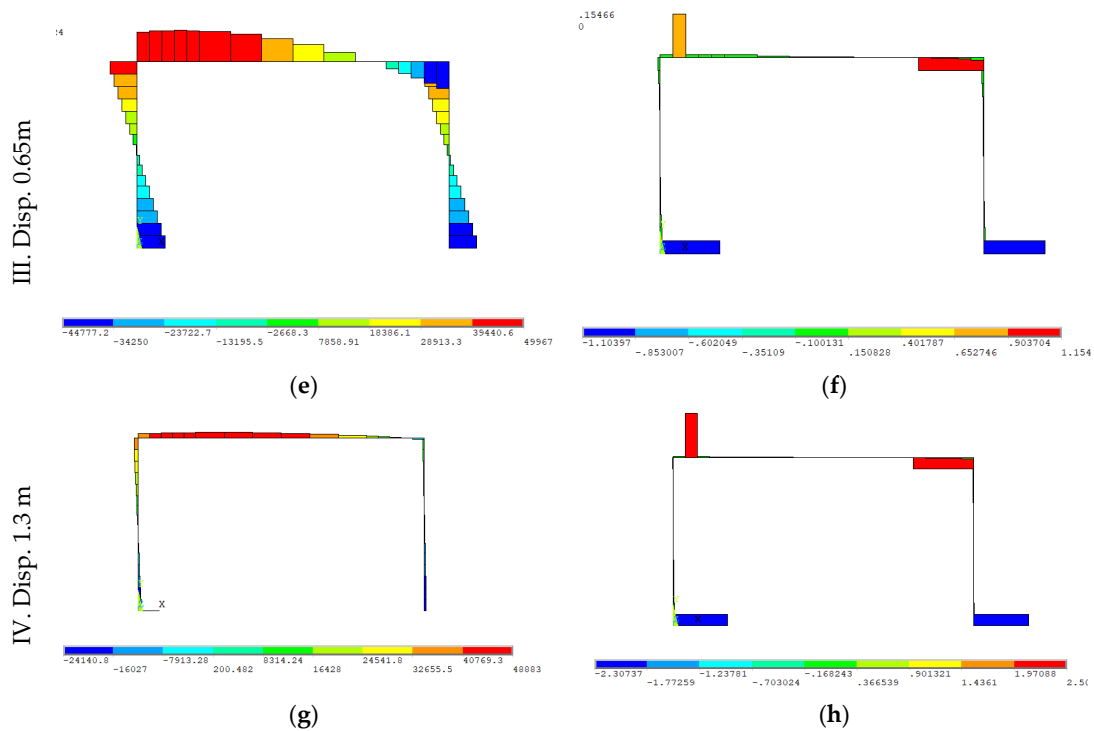 24
.15466
0
III. Disp. 0.65m
X
-44777.2 -23722.7 -2668.3 18386.1 39440.6
-34250 -13195.5 7858.91 28913.3 49967
X
-1.10397 -.602049 -.100131 .401787 .903704
-.853007 -.35109 .150828 .652746 1.154
(e)
(f)
IV. Disp. 1.3 m
X
-24140.8 -7913.28 8314.24 24541.8 40769.3
-16027 200.482 16428 32655.5 48883
X
-2.30737 -1.23781 -.168243 .901321 1.97088
-1.77259 -.703024 .366539 1.4361 2.50
(g)
(h)